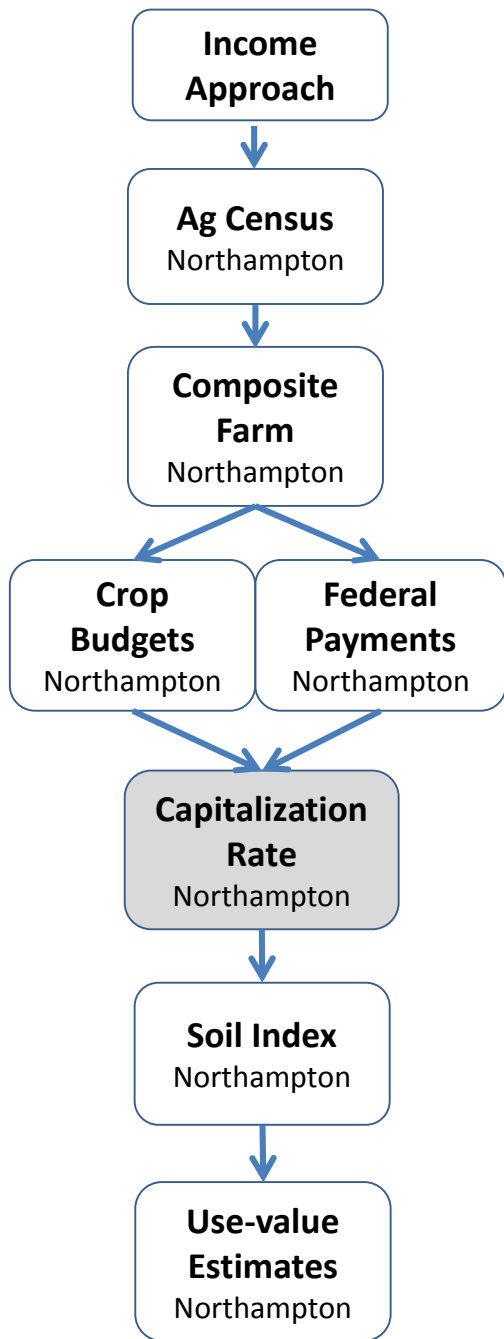 Income
Approach
Ag Census
Northampton
Composite
Farm
Northampton
Crop
Budgets
Northampton
Federal
Payments
Northampton
Capitalization
Rate
Northampton
Soil Index
Northampton
Use-value
Estimates
Northampton